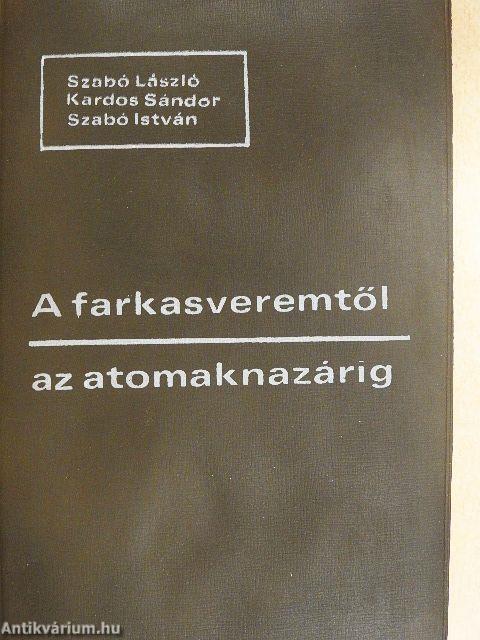 Szabó László
Kardos Sándor
Szabó István
A farkasveremtől
az atomaknazárig
Antikvárium.hu